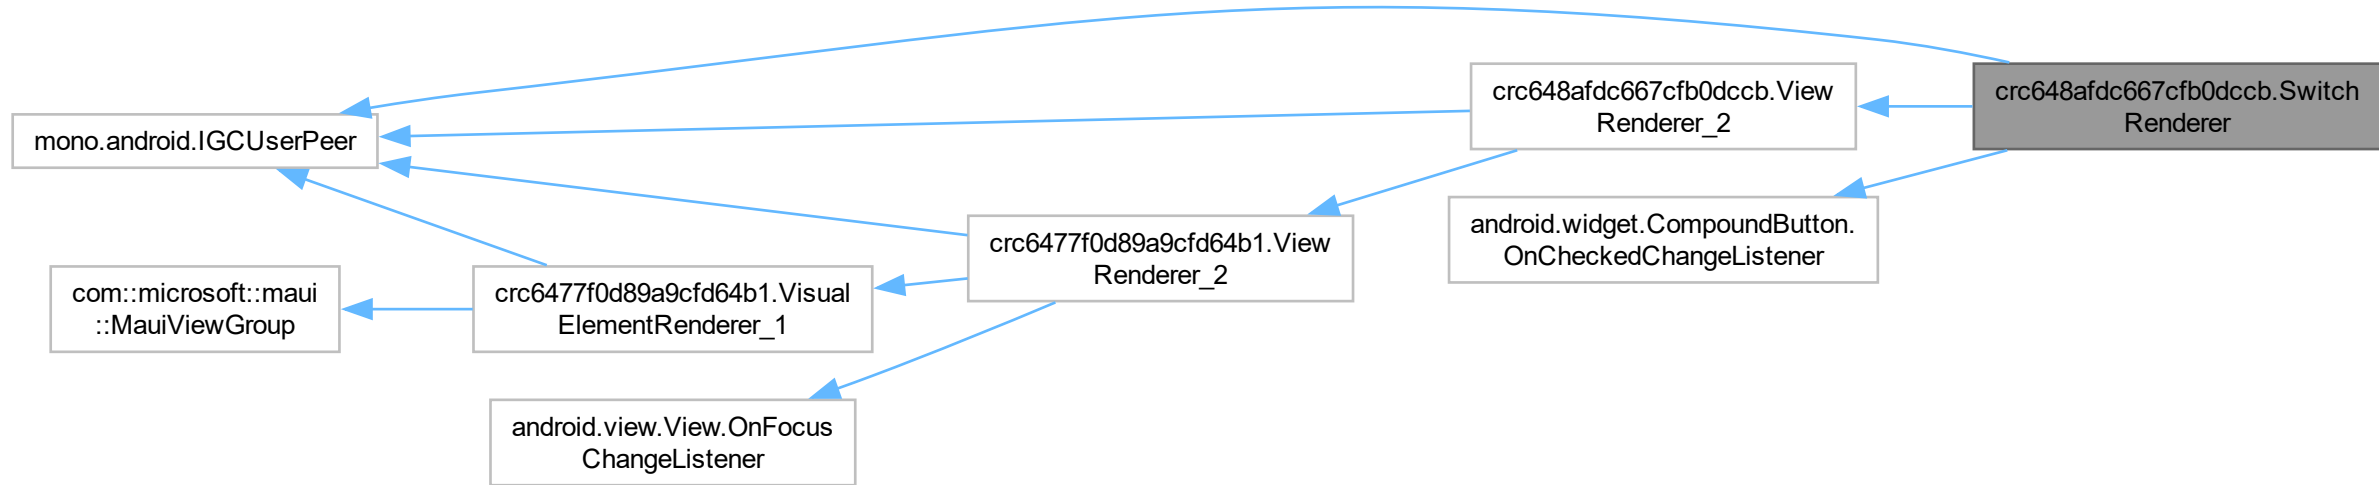 mono.android.IGCUserPeer
com::microsoft::maui
::MauiViewGroup
crc6477f0d89a9cfd64b1.Visual
ElementRenderer_1
android.view.View.OnFocus
ChangeListener
crc6477f0d89a9cfd64b1.View
Renderer_2
crc648afdc667cfb0dccb.View
Renderer_2
android.widget.CompoundButton.
OnCheckedChangeListener
crc648afdc667cfb0dccb.Switch
Renderer